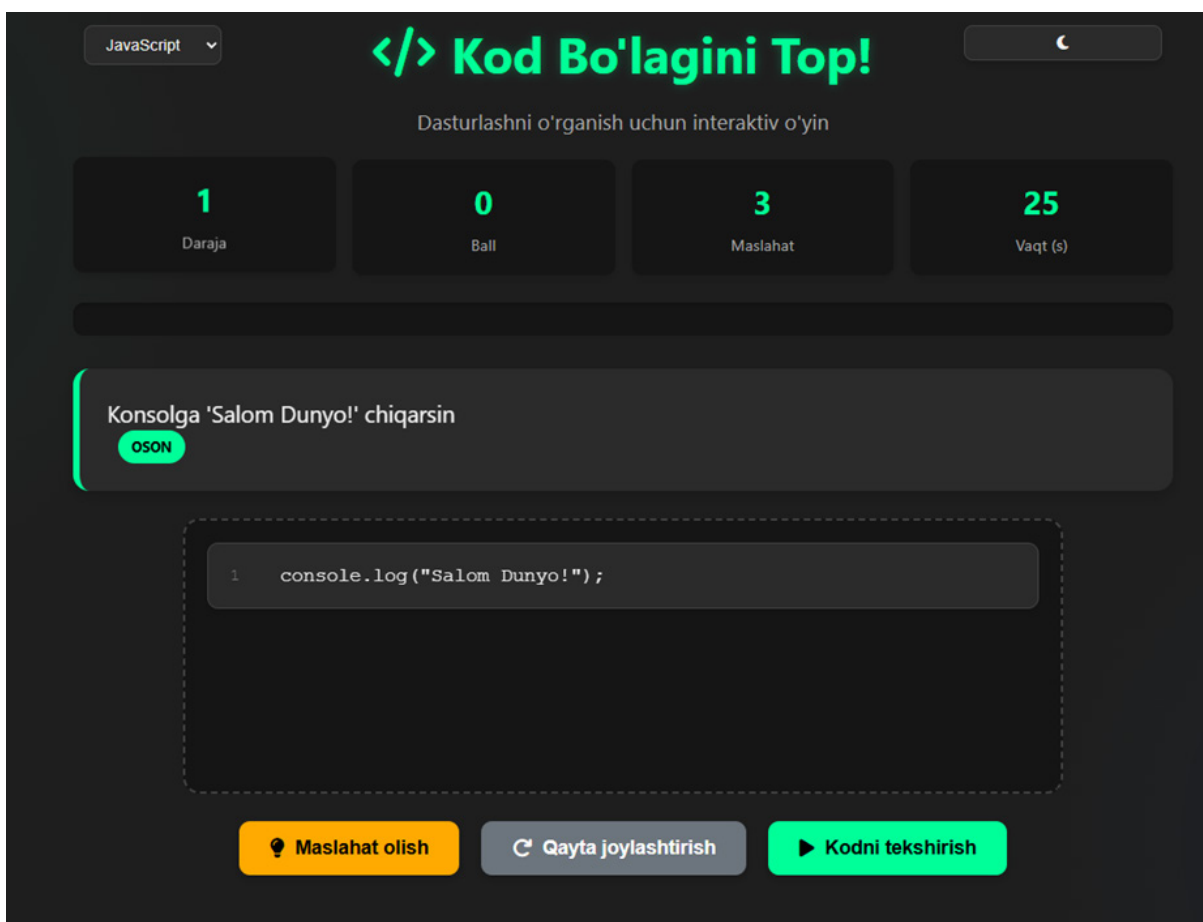 JavaScript
</> Kod Bo'lagini Top!
Dasturlashni o'rganish uchun interaktiv o'yin
1
Daraja
0
Ball
3
Maslahat
25
Vaqt (s)
Konsolga 'Salom Dunyo!' chiqarsin
OSON
1 console.log("Salom Dunyo!");
Maslahat olish
Qayta joylashtirish
Kodni tekshirish